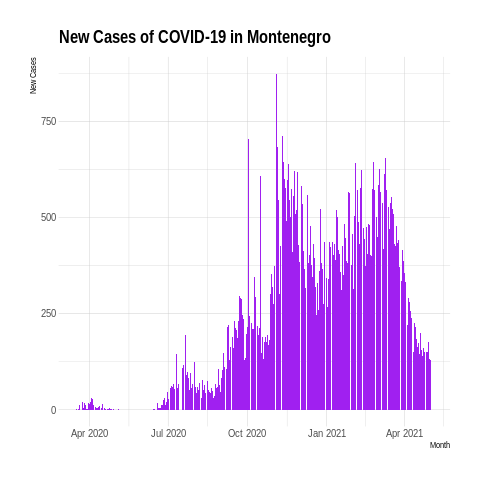 New Cases of COVID-19 in Montenegro
New Cases
750
500
250
0
Apr 2020 Jul 2020 Oct 2020 Jan 2021 Apr 2021
Month